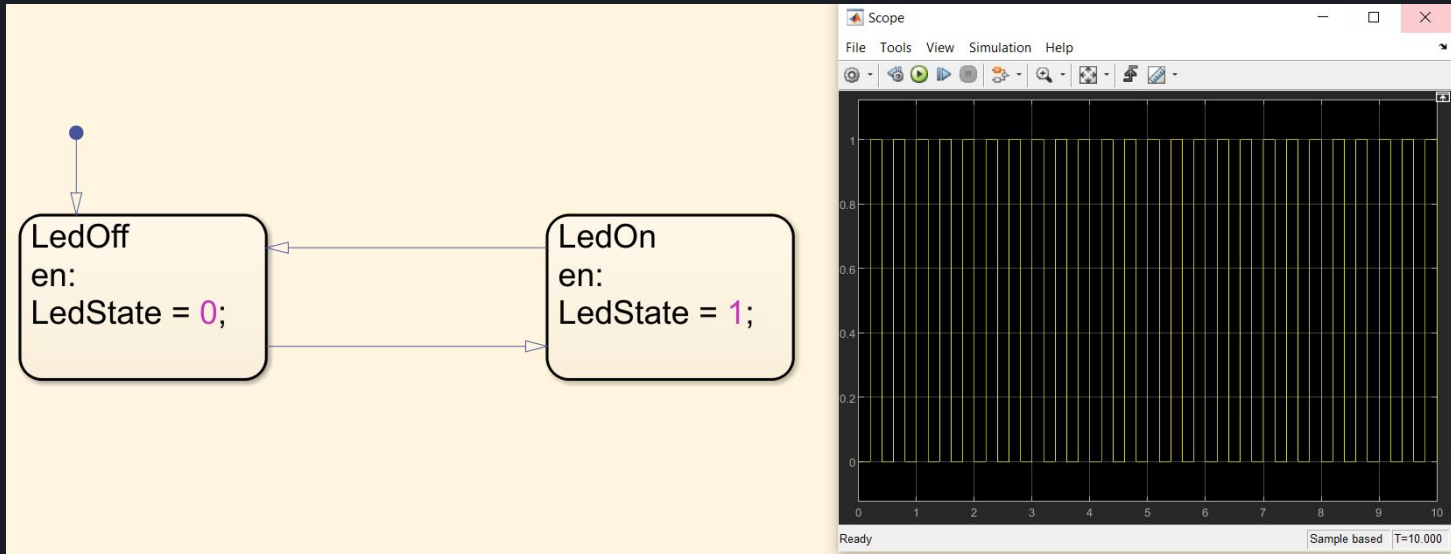 LedOff
en:
LedState = 0;
LedOn
en:
LedState = 1;
Scope
File Tools View Simulation Help
1
0.8
0.6
0.4
0.2
0
0 1 2 3 4 5 6 7 8 9 10
Ready Sample based T=10.000